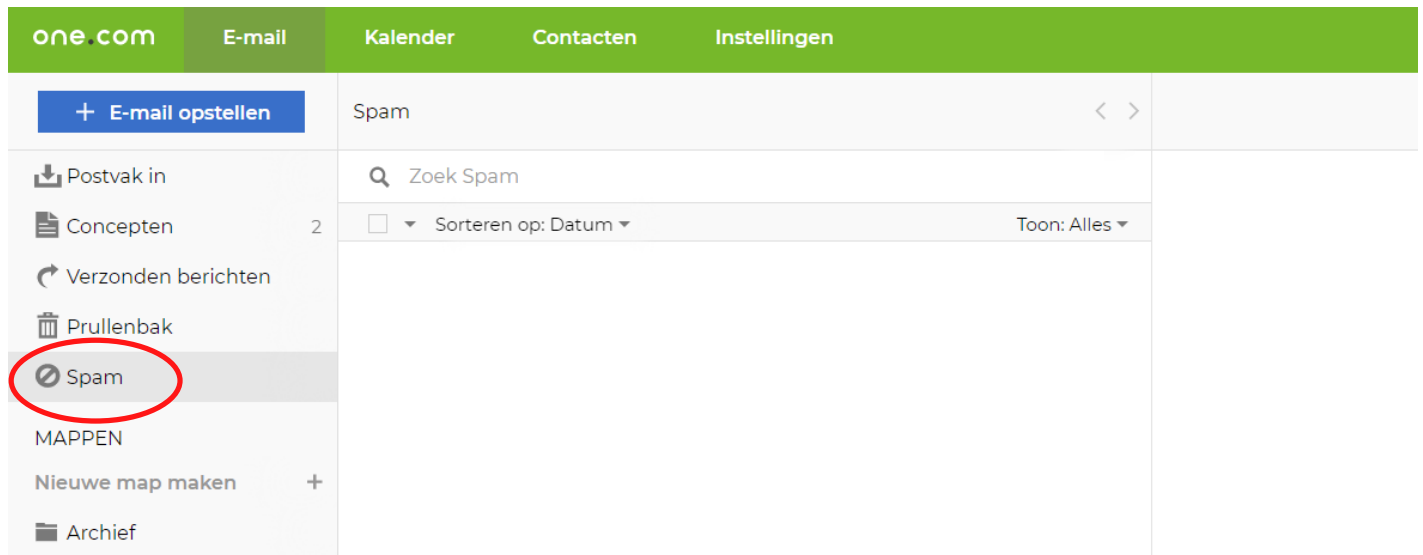 one.com
E-mail
Kalender
Contacten
Instellingen
+ E-mail opstellen
Spam
< >
Postvak in
Zoek Spam
Concepten 2
Sorteren op: Datum
Toon: Alles
Verzonden berichten
Prullenbak
Spam
MAPPEN
Nieuwe map maken +
Archief